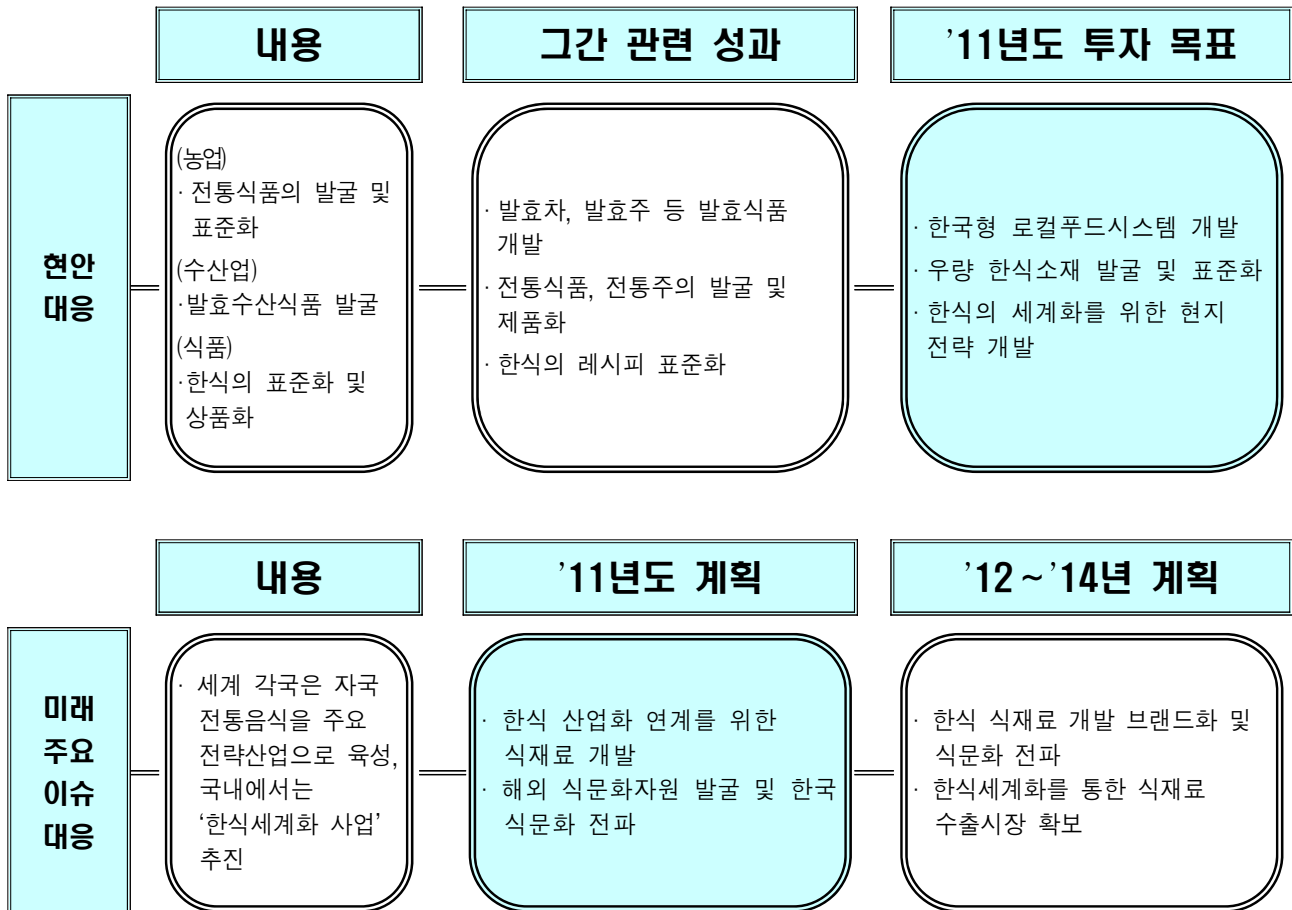 내용
그간 관련 성과
’11년도 투자 목표
현안
대응
(농업)
· 전통식품의 발굴 및
표준화
(수산업)
·발효수산식품 발굴
(식품)
·한식의 표준화 및
상품화
· 발효차, 발효주 등 발효식품
개발
· 전통식품, 전통주의 발굴 및
제품화
· 한식의 레시피 표준화
· 한국형 로컬푸드시스템 개발
· 우량 한식소재 발굴 및 표준화
· 한식의 세계화를 위한 현지
전략 개발
내용
’11년도 계획
’12～’14년 계획
미래
주요
이슈
대응
· 세계 각국은 자국
전통음식을 주요
전략산업으로 육성,
국내에서는
‘한식세계화 사업’
추진
· 한식 산업화 연계를 위한
식재료 개발
· 해외 식문화자원 발굴 및 한국
식문화 전파
· 한식 식재료 개발 브랜드화 및
식문화 전파
· 한식세계화를 통한 식재료
수출시장 확보